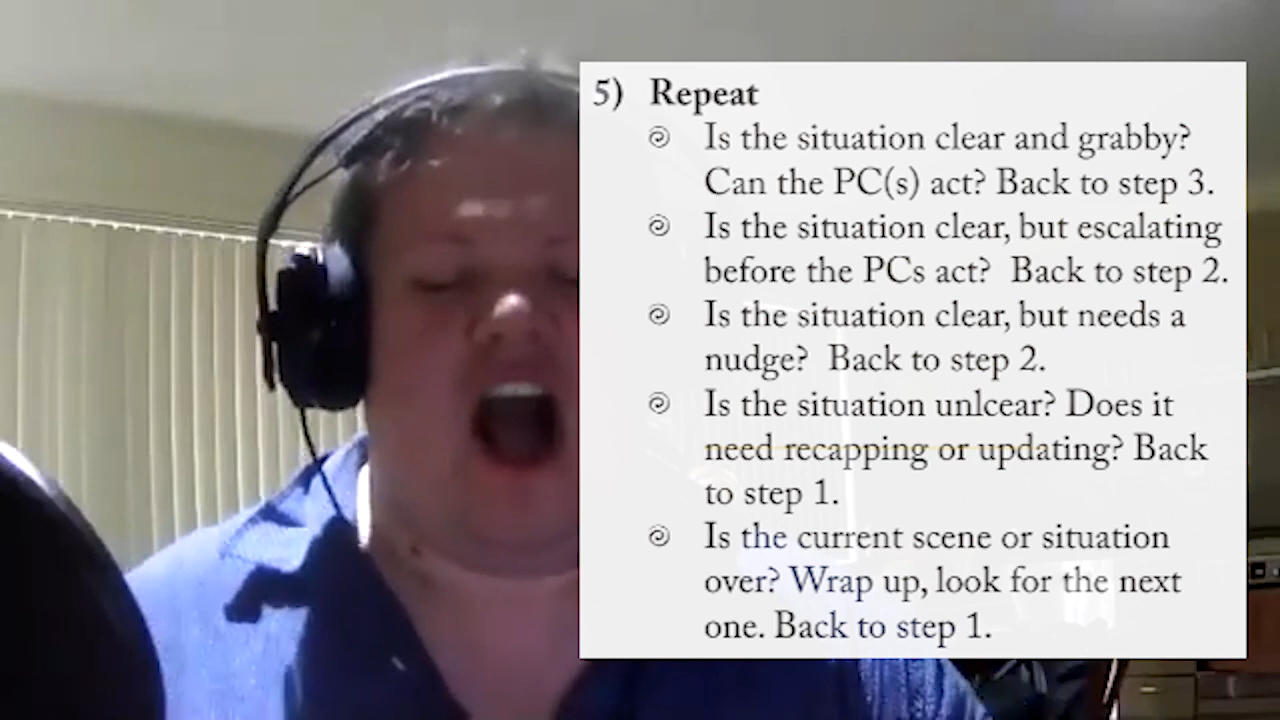 5) Repeat
Is the situation clear and grabby?
Can the PC(s) act? Back to step 3.
Is the situation clear, but escalating
before the PCs act? Back to step 2.
Is the situation clear, but needs a
nudge? Back to step 2.
Is the situation unlcear? Does it
need recapping or updating? Back
to step 1.
Is the current scene or situation
over? Wrap up, look for the next
one. Back to step 1.